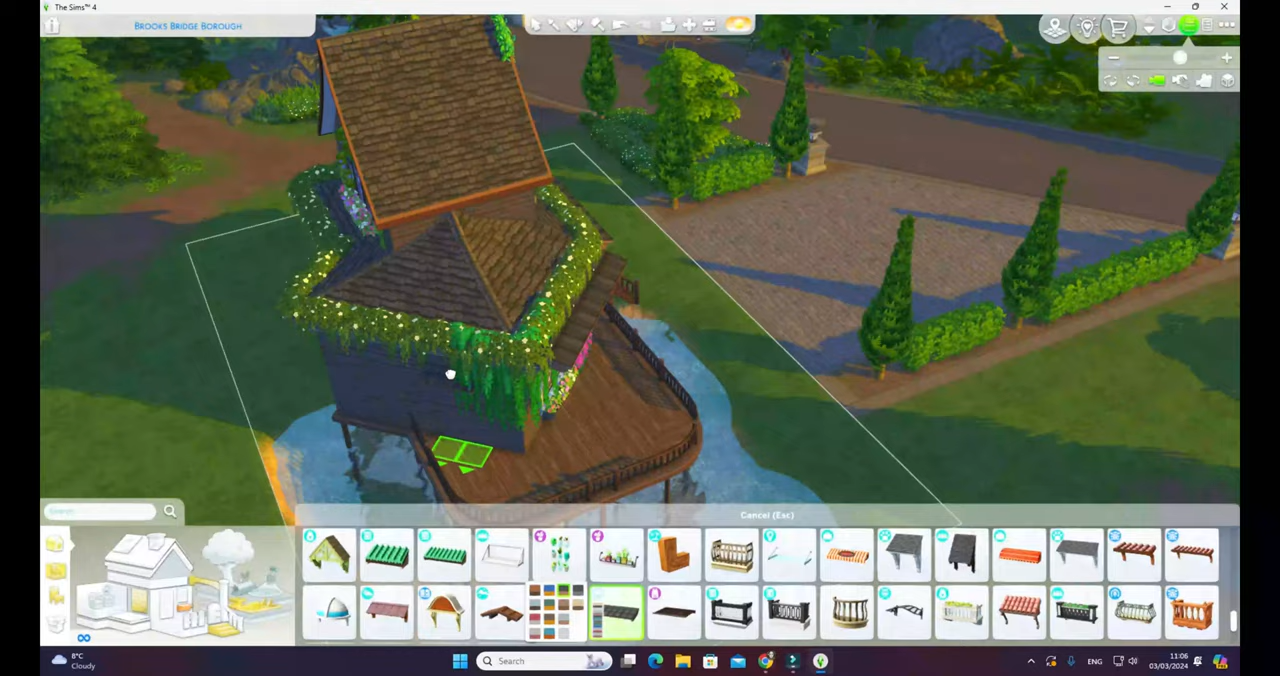 The Sims™ 4
BROOKS BRIDGE BOROUGH
Cancel (Esc)
Search
8°C
Cloudy
ENG
11:06
03/03/2024